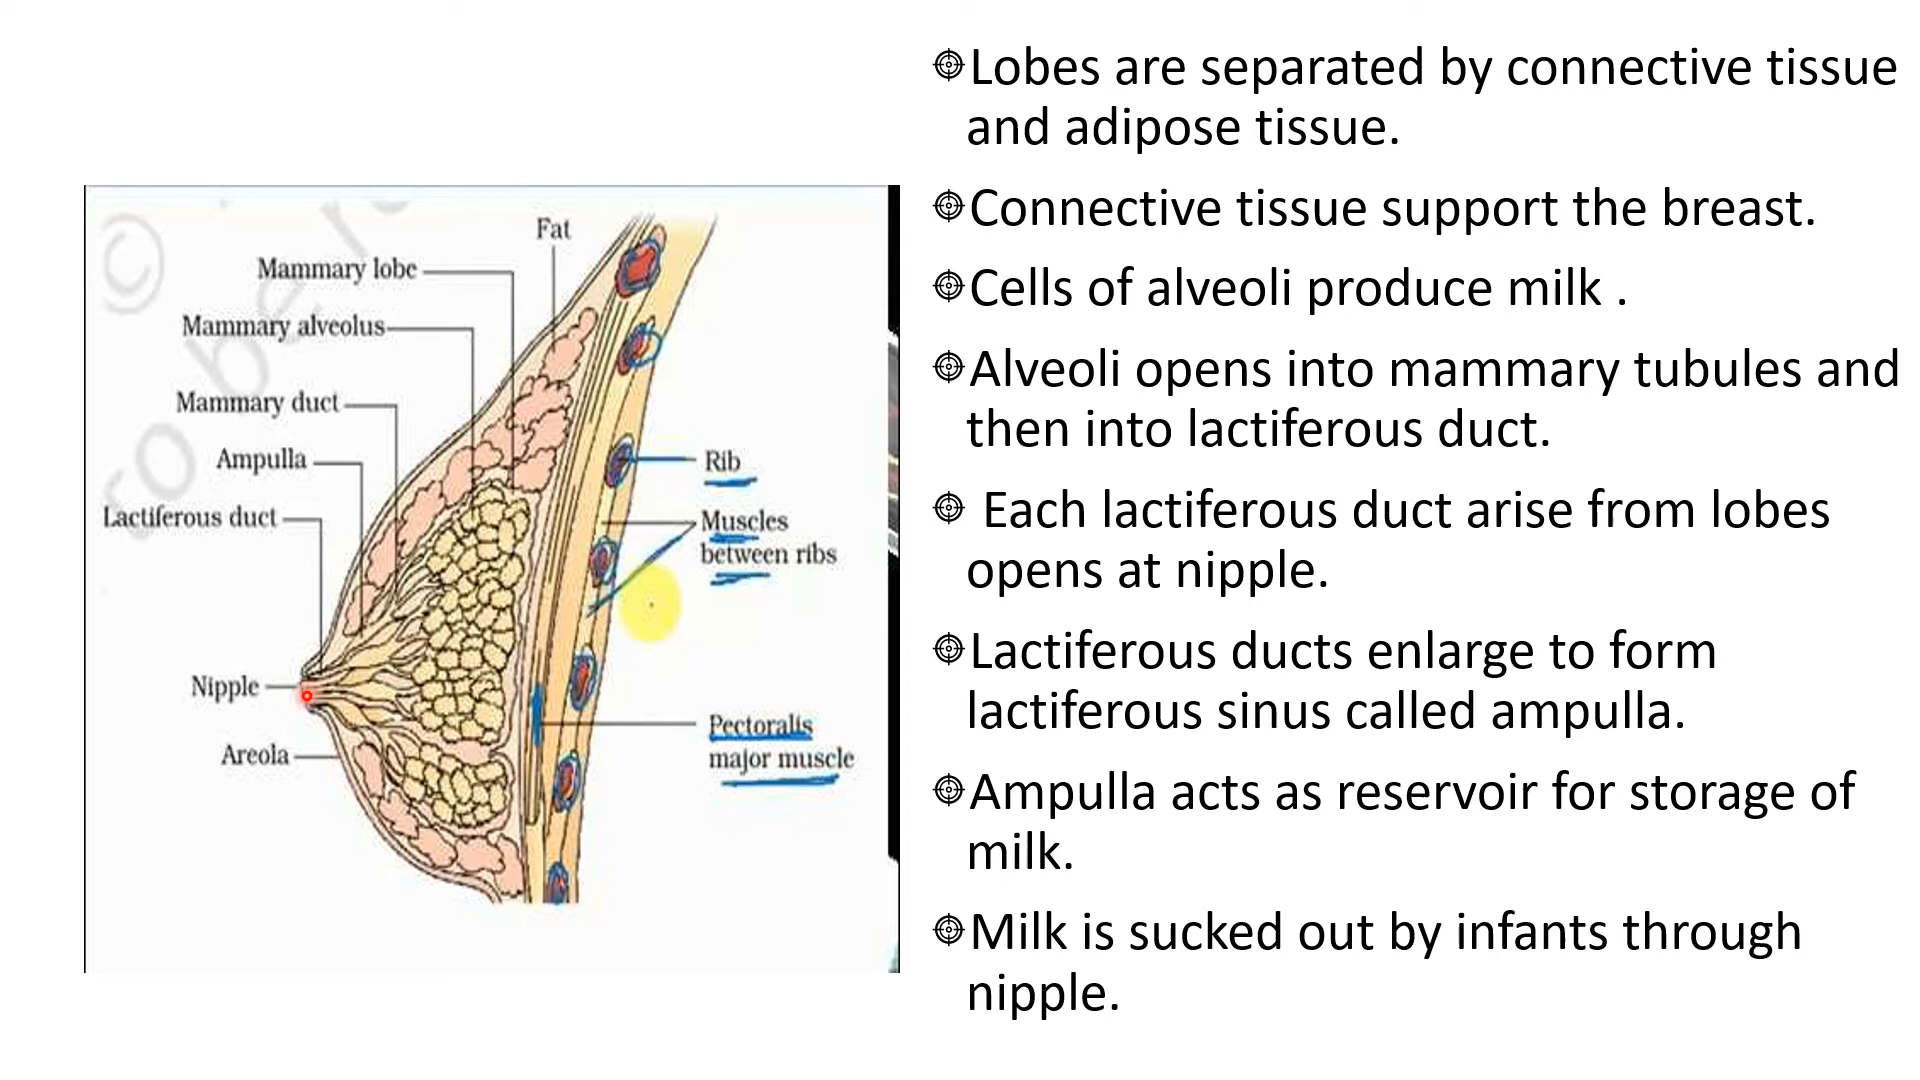 Fat
Mammary lobe
Mammary alveolus
Mammary duct
Ampulla
Lactiferous duct
Nipple
Areola
Rib
Muscles
between ribs
Pectoralis
major muscle
Lobes are separated by connective tissue
and adipose tissue.
Connective tissue support the breast.
Cells of alveoli produce milk .
Alveoli opens into mammary tubules and
then into lactiferous duct.
Each lactiferous duct arise from lobes
opens at nipple.
Lactiferous ducts enlarge to form
lactiferous sinus called ampulla.
Ampulla acts as reservoir for storage of
milk.
Milk is sucked out by infants through
nipple.